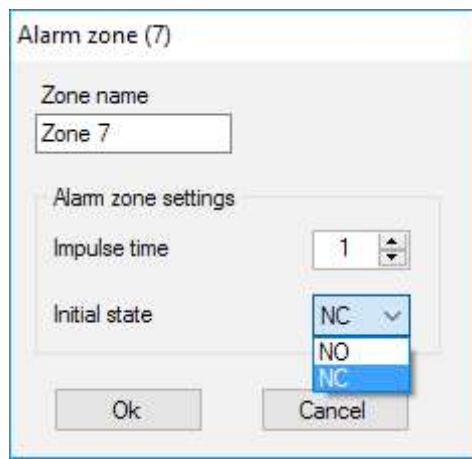 Alarm zone (7)
Zone name
Zone 7
Alarm zone settings
Impulse time 1
Initial state NC
NO
NC
Ok Cancel